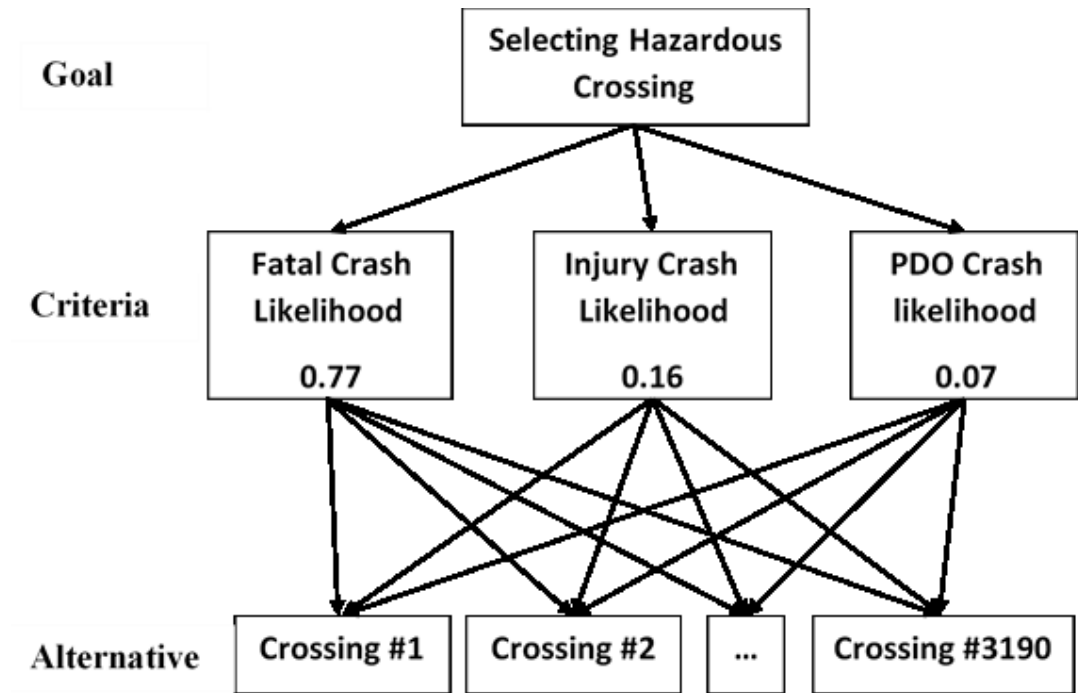 Goal
Selecting Hazardous
Crossing
Criteria
Fatal Crash
Likelihood
0.77
Injury Crash
Likelihood
0.16
PDO Crash
likelihood
0.07
Alternative
Crossing #1
Crossing #2
...
Crossing #3190